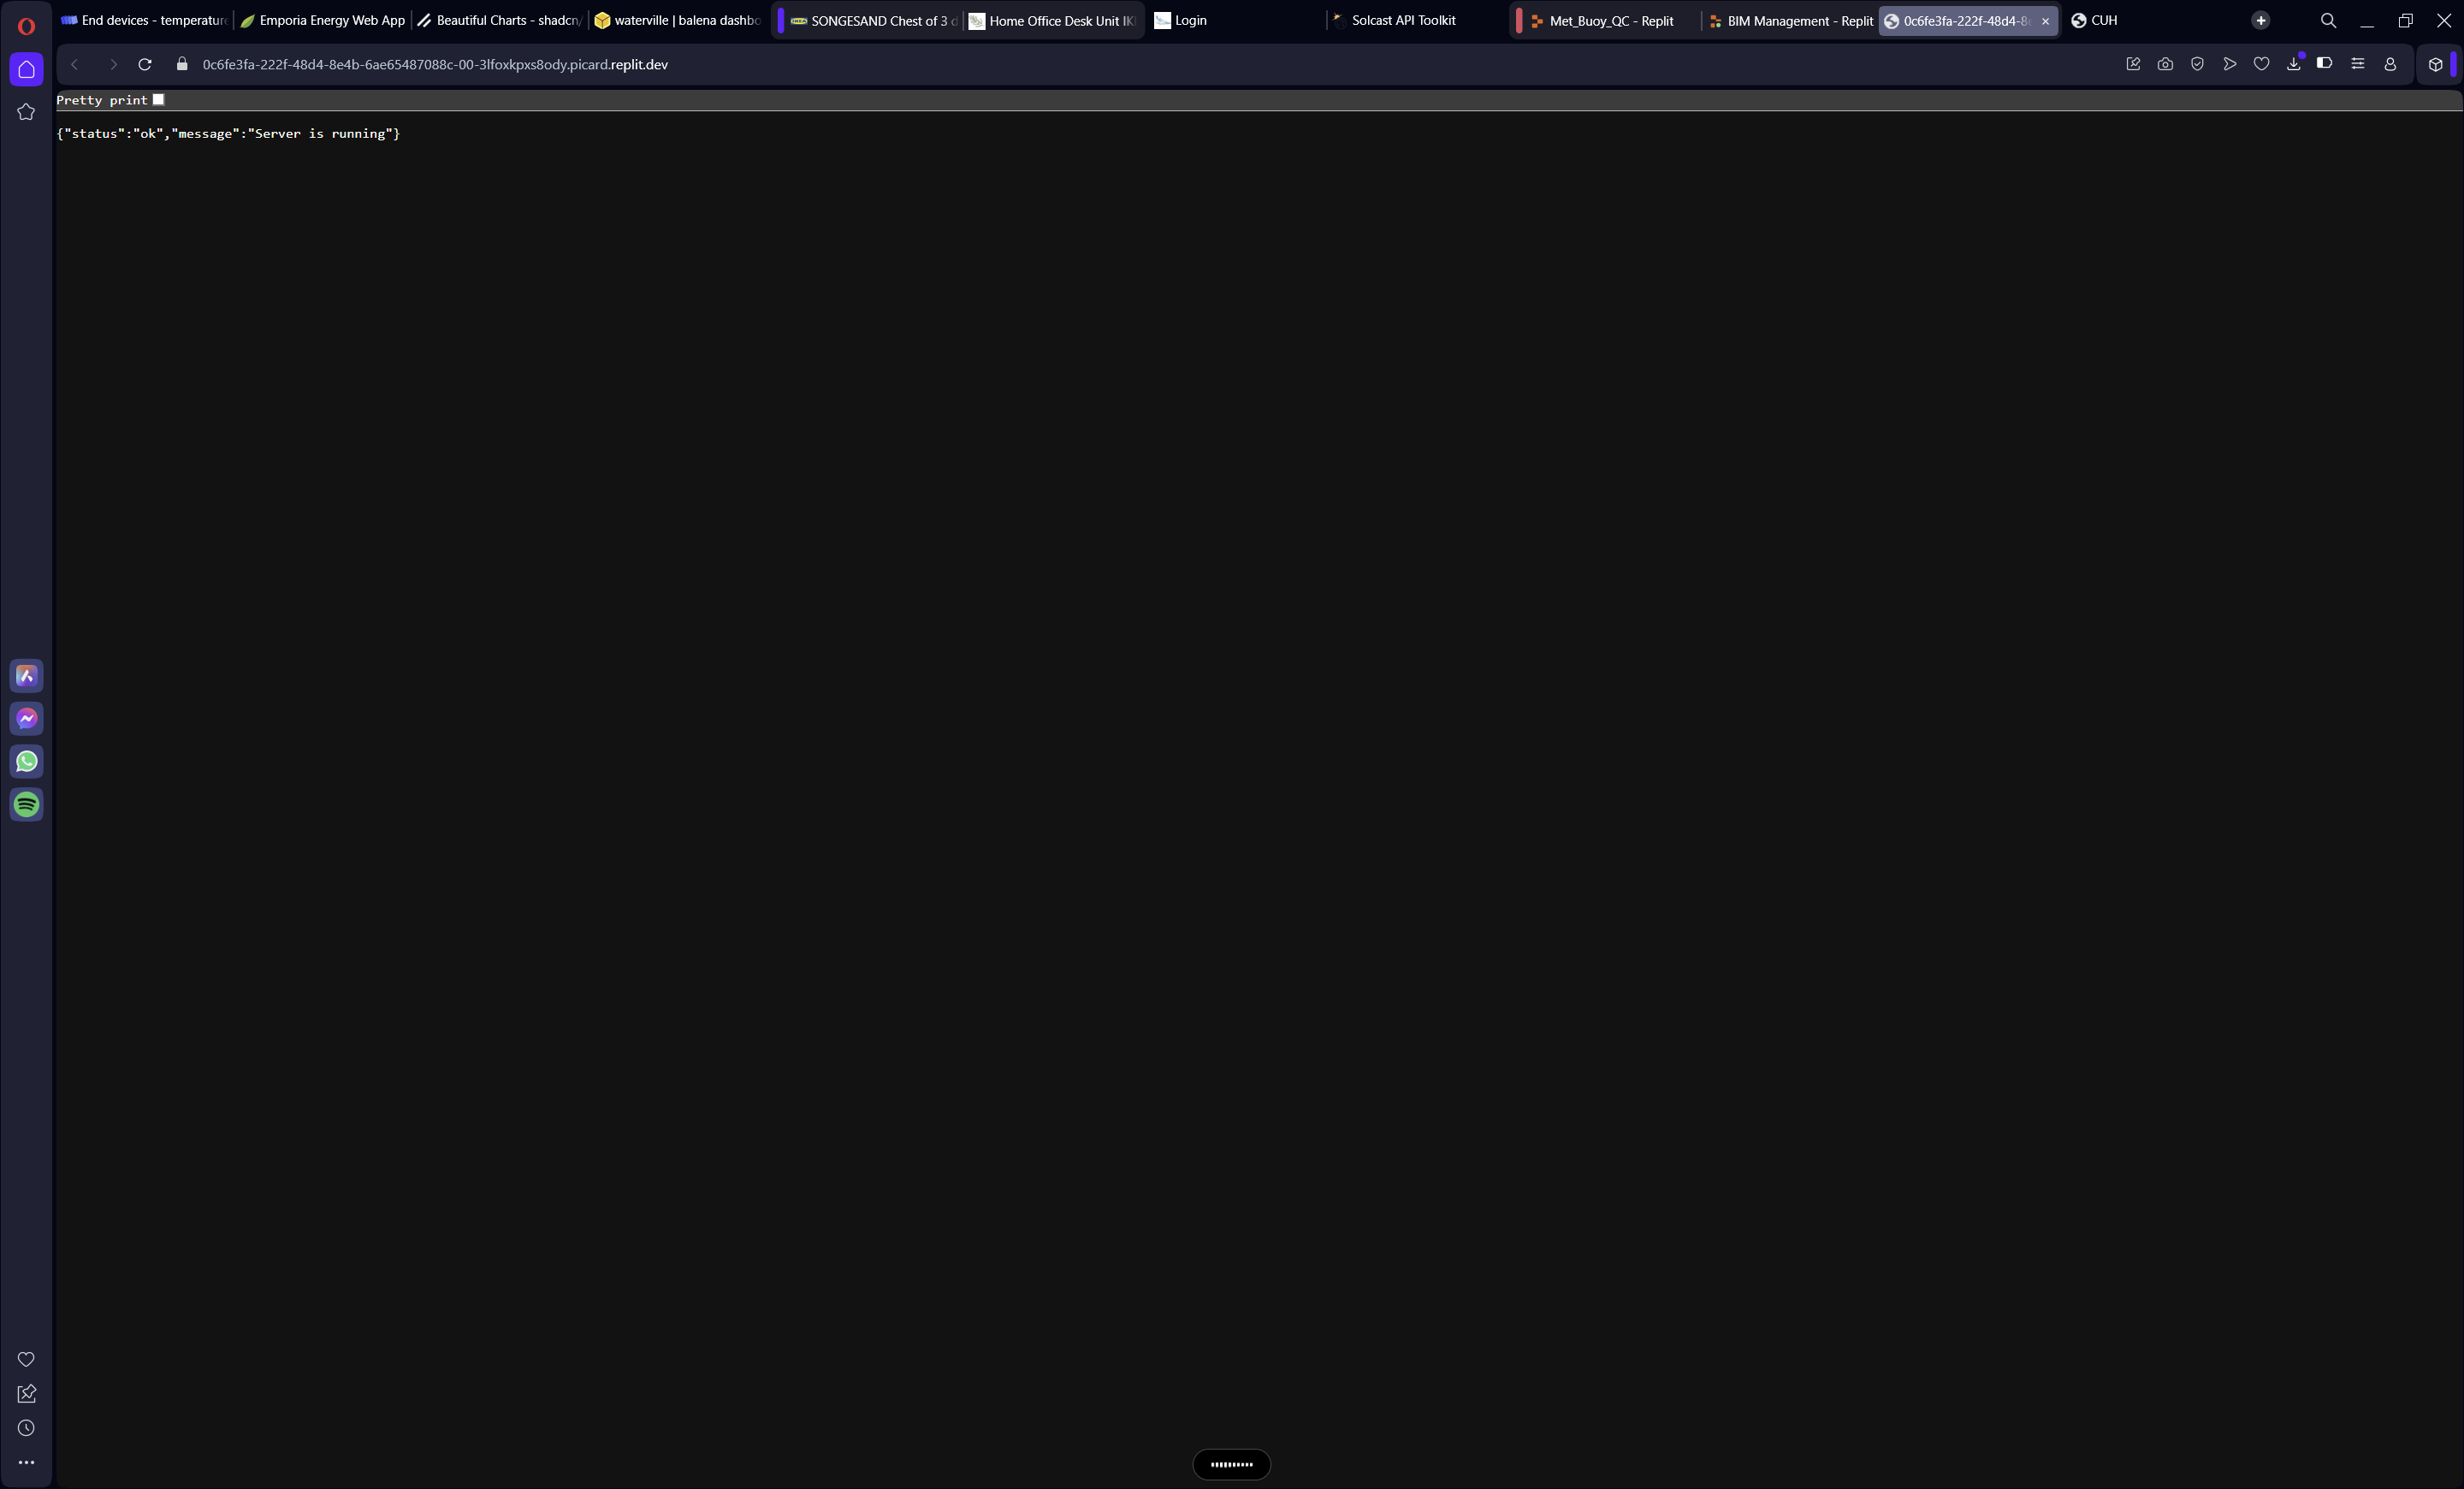 End devices - temperatur
Emporia Energy Web App
Beautiful Charts - shadcn/
waterville | balena dashbo
IKEA
SONGESAND Chest of 3 d
Home Office Desk Unit IK
Login
Solcast API Toolkit
Met_Buoy_QC - Replit
BIM Management - Replit
0c6fe3fa-222f-48d4-8
CUH
0c6fe3fa-222f-48d4-8e4b-6ae65487088c-00-3lfoxkpxs8ody.picard.replit.dev
Pretty print
{"status":"ok","message":"Server is running"}